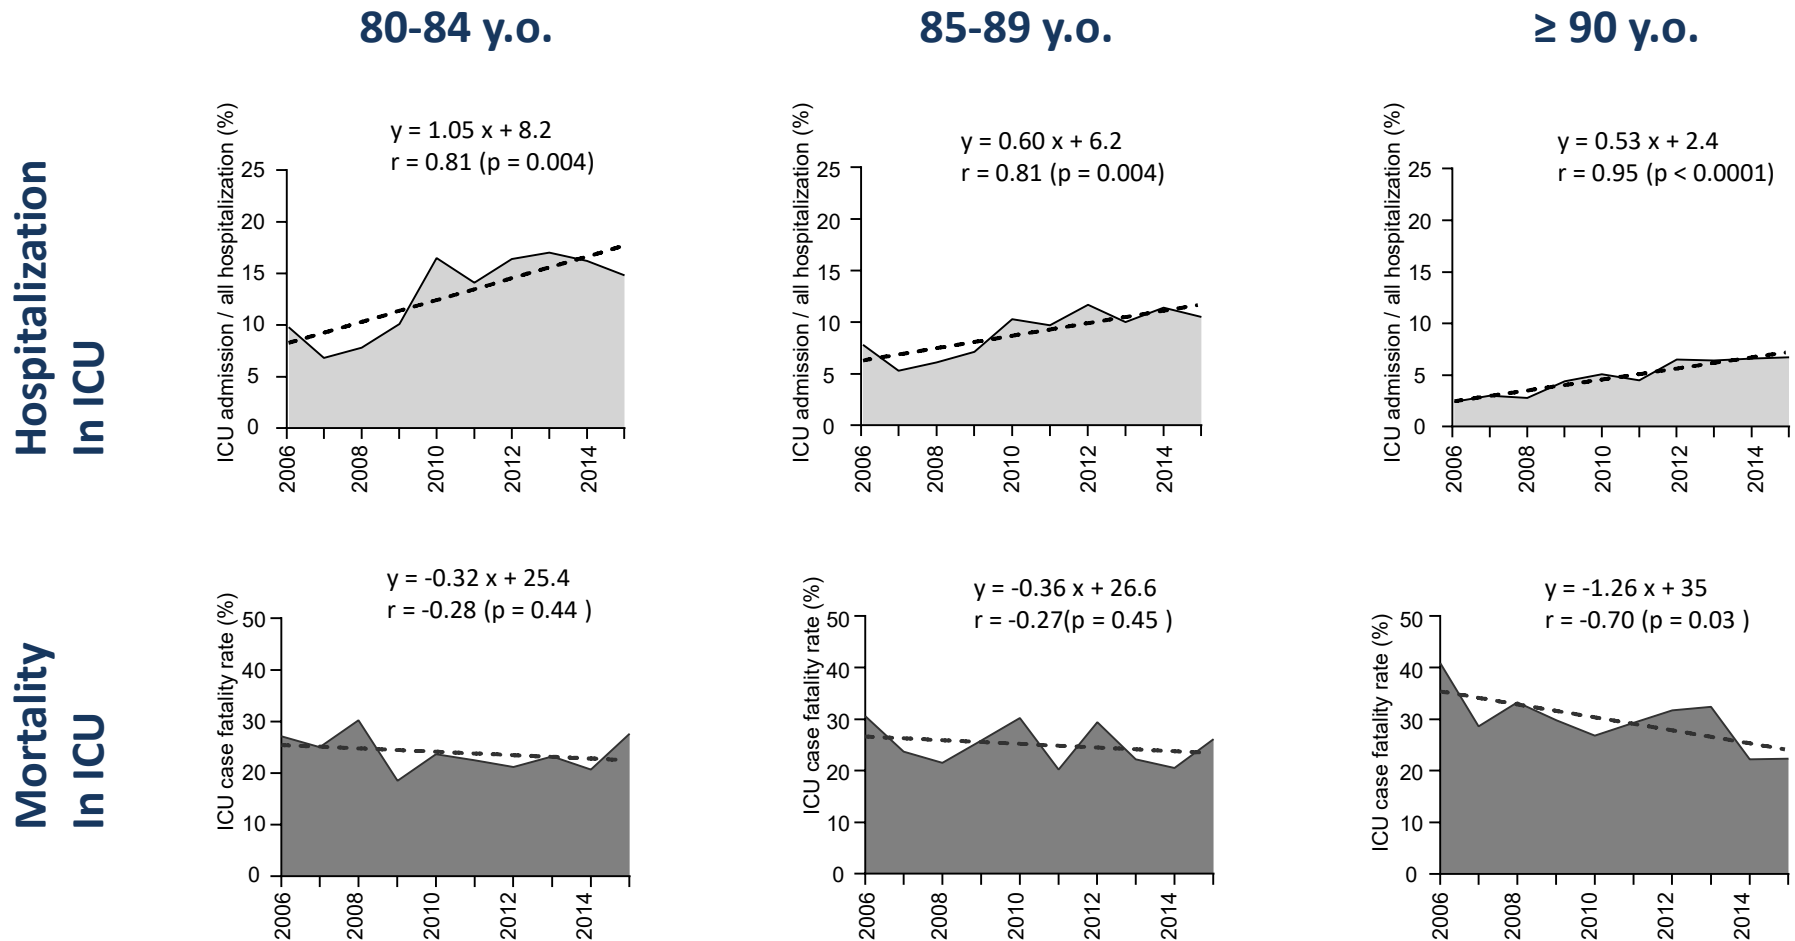 80-84 y.o.
85-89 y.o.
≥ 90 y.o.
Hospitalization
In ICU
ICU admission / all hospitalization (%)
y = 1.05 x + 8.2
r = 0.81 (p = 0.004)
25
20
15
10
5
0
2006
2008
2010
2012
2014
ICU admission / all hospitalization (%)
y = 0.60 x + 6.2
r = 0.81 (p = 0.004)
25
20
15
10
5
0
2006
2008
2010
2012
2014
ICU admission / all hospitalization (%)
y = 0.53 x + 2.4
r = 0.95 (p < 0.0001)
25
20
15
10
5
0
2006
2008
2010
2012
2014
Mortality
In ICU
ICU case fatality rate (%)
y = -0.32 x + 25.4
r = -0.28 (p = 0.44 )
50
40
30
20
10
0
2006
2008
2010
2012
2014
ICU case fatality rate (%)
y = -0.36 x + 26.6
r = -0.27(p = 0.45 )
50
40
30
20
10
0
2006
2008
2010
2012
2014
ICU case fatality rate (%)
y = -1.26 x + 35
r = -0.70 (p = 0.03 )
50
40
30
20
10
0
2006
2008
2010
2012
2014